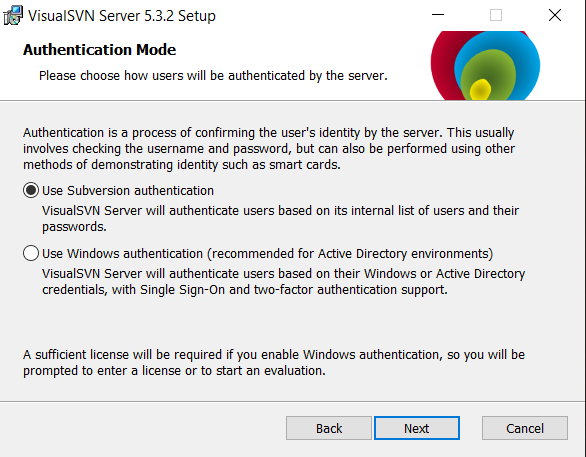 VisualSVN Server 5.3.2 Setup
Authentication Mode
Please choose how users will be authenticated by the server.
Authentication is a process of confirming the user's identity by the server. This usually
involves checking the username and password, but can also be performed using other
methods of demonstrating identity such as smart cards.
Use Subversion authentication
VisualSVN Server will authenticate users based on its internal list of users and their
passwords.
Use Windows authentication (recommended for Active Directory environments)
VisualSVN Server will authenticate users based on their Windows or Active Directory
credentials, with Single Sign-On and two-factor authentication support.
A sufficient license will be required if you enable Windows authentication, so you will be
prompted to enter a license or to start an evaluation.
Back
Next
Cancel